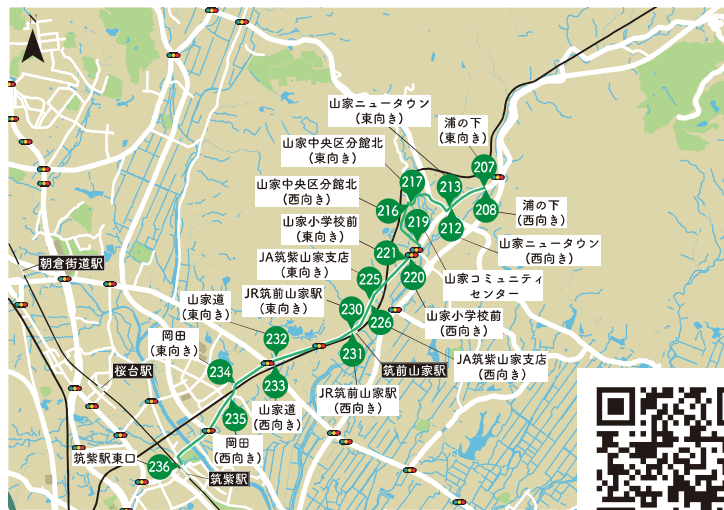 N
山家ニュータウン
(東向き)
浦の下
(東向き)
山家中央区分館北
(東向き)
207
217
213
山家中央区分館北
(西向き)
216
208
浦の下
(西向き)
山家小学校前
(東向き)
219
212
山家ニュータウン
(西向き)
221
JA筑紫山家支店
(東向き)
朝倉街道駅
225
220
山家コミュニティ
センター
山家道
(東向き)
JR筑前山家駅
(東向き)
230
226
山家小学校前
(西向き)
岡田
(東向き)
232
231
JA筑紫山家支店
(西向き)
筑前山家駅
桜台駅
234
233
JR筑前山家駅
(西向き)
山家道
(西向き)
235
岡田
(西向き)
筑紫駅東口
236
筑紫駅